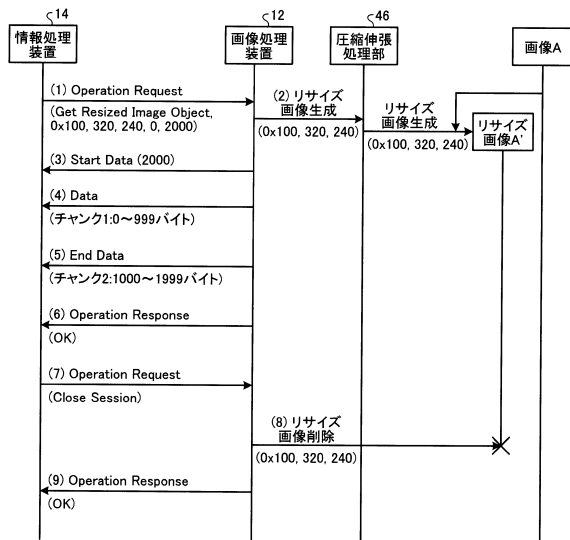 14
12
46
情報処理
装置
画像処理
装置
圧縮伸張
処理部
画像A
(1) Operation Request
(Get Resized Image Object,
0x100, 320, 240, 0, 2000)
(2) リサイズ
画像生成
(0x100, 320, 240)
リサイズ
画像生成
(0x100, 320, 240)
リサイズ
画像A'
(3) Start Data (2000)
(4) Data
(チャンク1:0～999バイト)
(5) End Data
(チャンク2:1000～1999バイト)
(6) Operation Response
(OK)
(7) Operation Request
(Close Session)
(8) リサイズ
画像削除
(0x100, 320, 240)
(9) Operation Response
(OK)